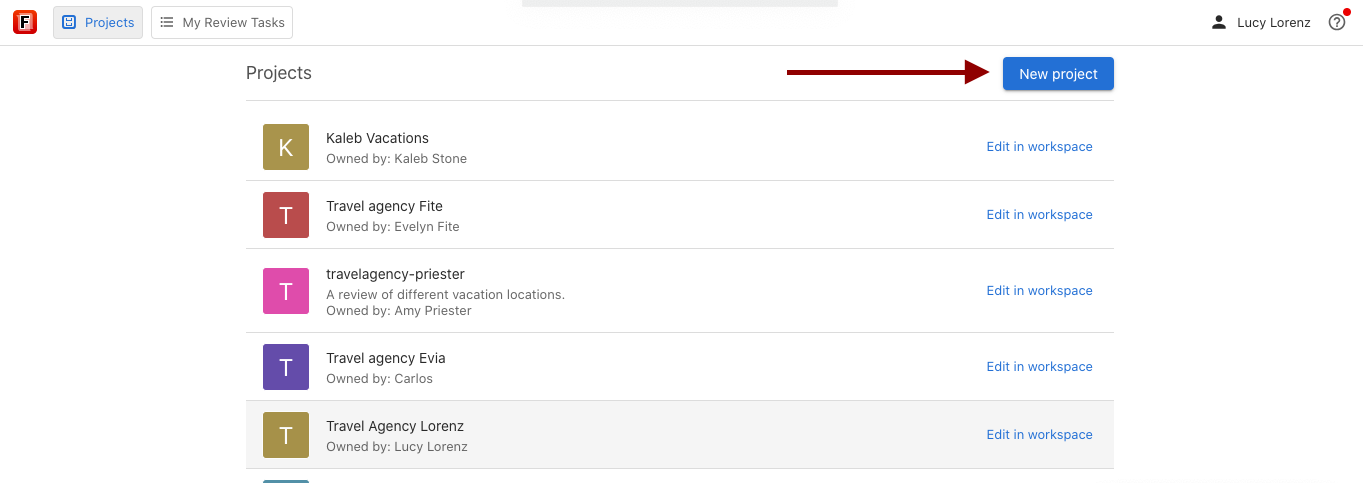 F
Projects
My Review Tasks
Lucy Lorenz
?
Projects
New project
K
Kaleb Vacations
Owned by: Kaleb Stone
Edit in workspace
T
Travel agency Fite
Owned by: Evelyn Fite
Edit in workspace
T
travelagency-priester
A review of different vacation locations.
Owned by: Amy Priester
Edit in workspace
T
Travel agency Evia
Owned by: Carlos
Edit in workspace
T
Travel Agency Lorenz
Owned by: Lucy Lorenz
Edit in workspace